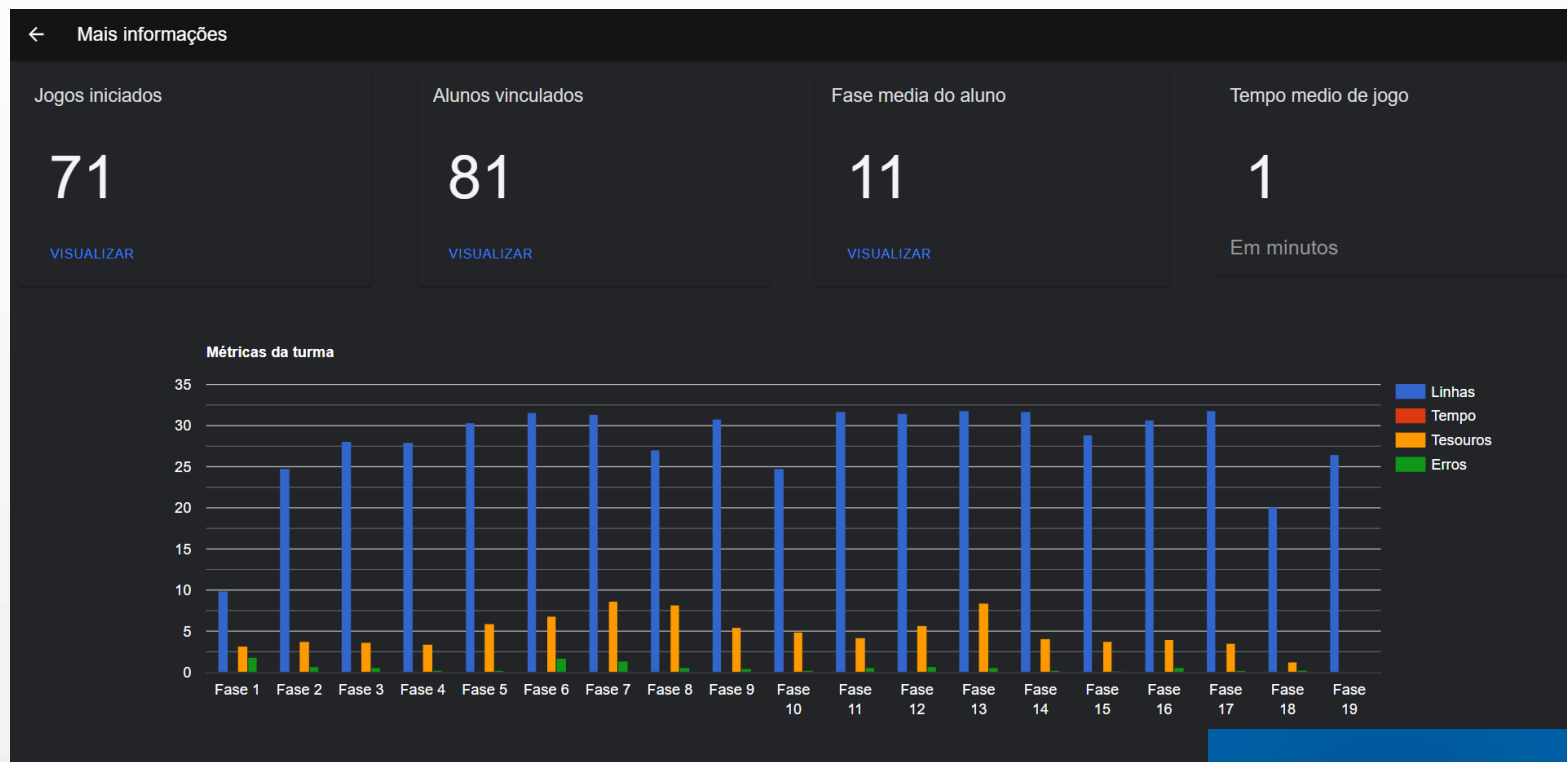 Mais informações
Jogos iniciados
71
VISUALIZAR
Alunos vinculados
81
VISUALIZAR
Fase media do aluno
11
VISUALIZAR
Tempo medio de jogo
1
Em minutos
Métricas da turma
35
30
25
20
15
10
5
0
Fase 1
Fase 2
Fase 3
Fase 4
Fase 5
Fase 6
Fase 7
Fase 8
Fase 9
Fase
10
Fase
11
Fase
12
Fase
13
Fase
14
Fase
15
Fase
16
Fase
17
Fase
18
Fase
19
Linhas
Tempo
Tesouros
Erros